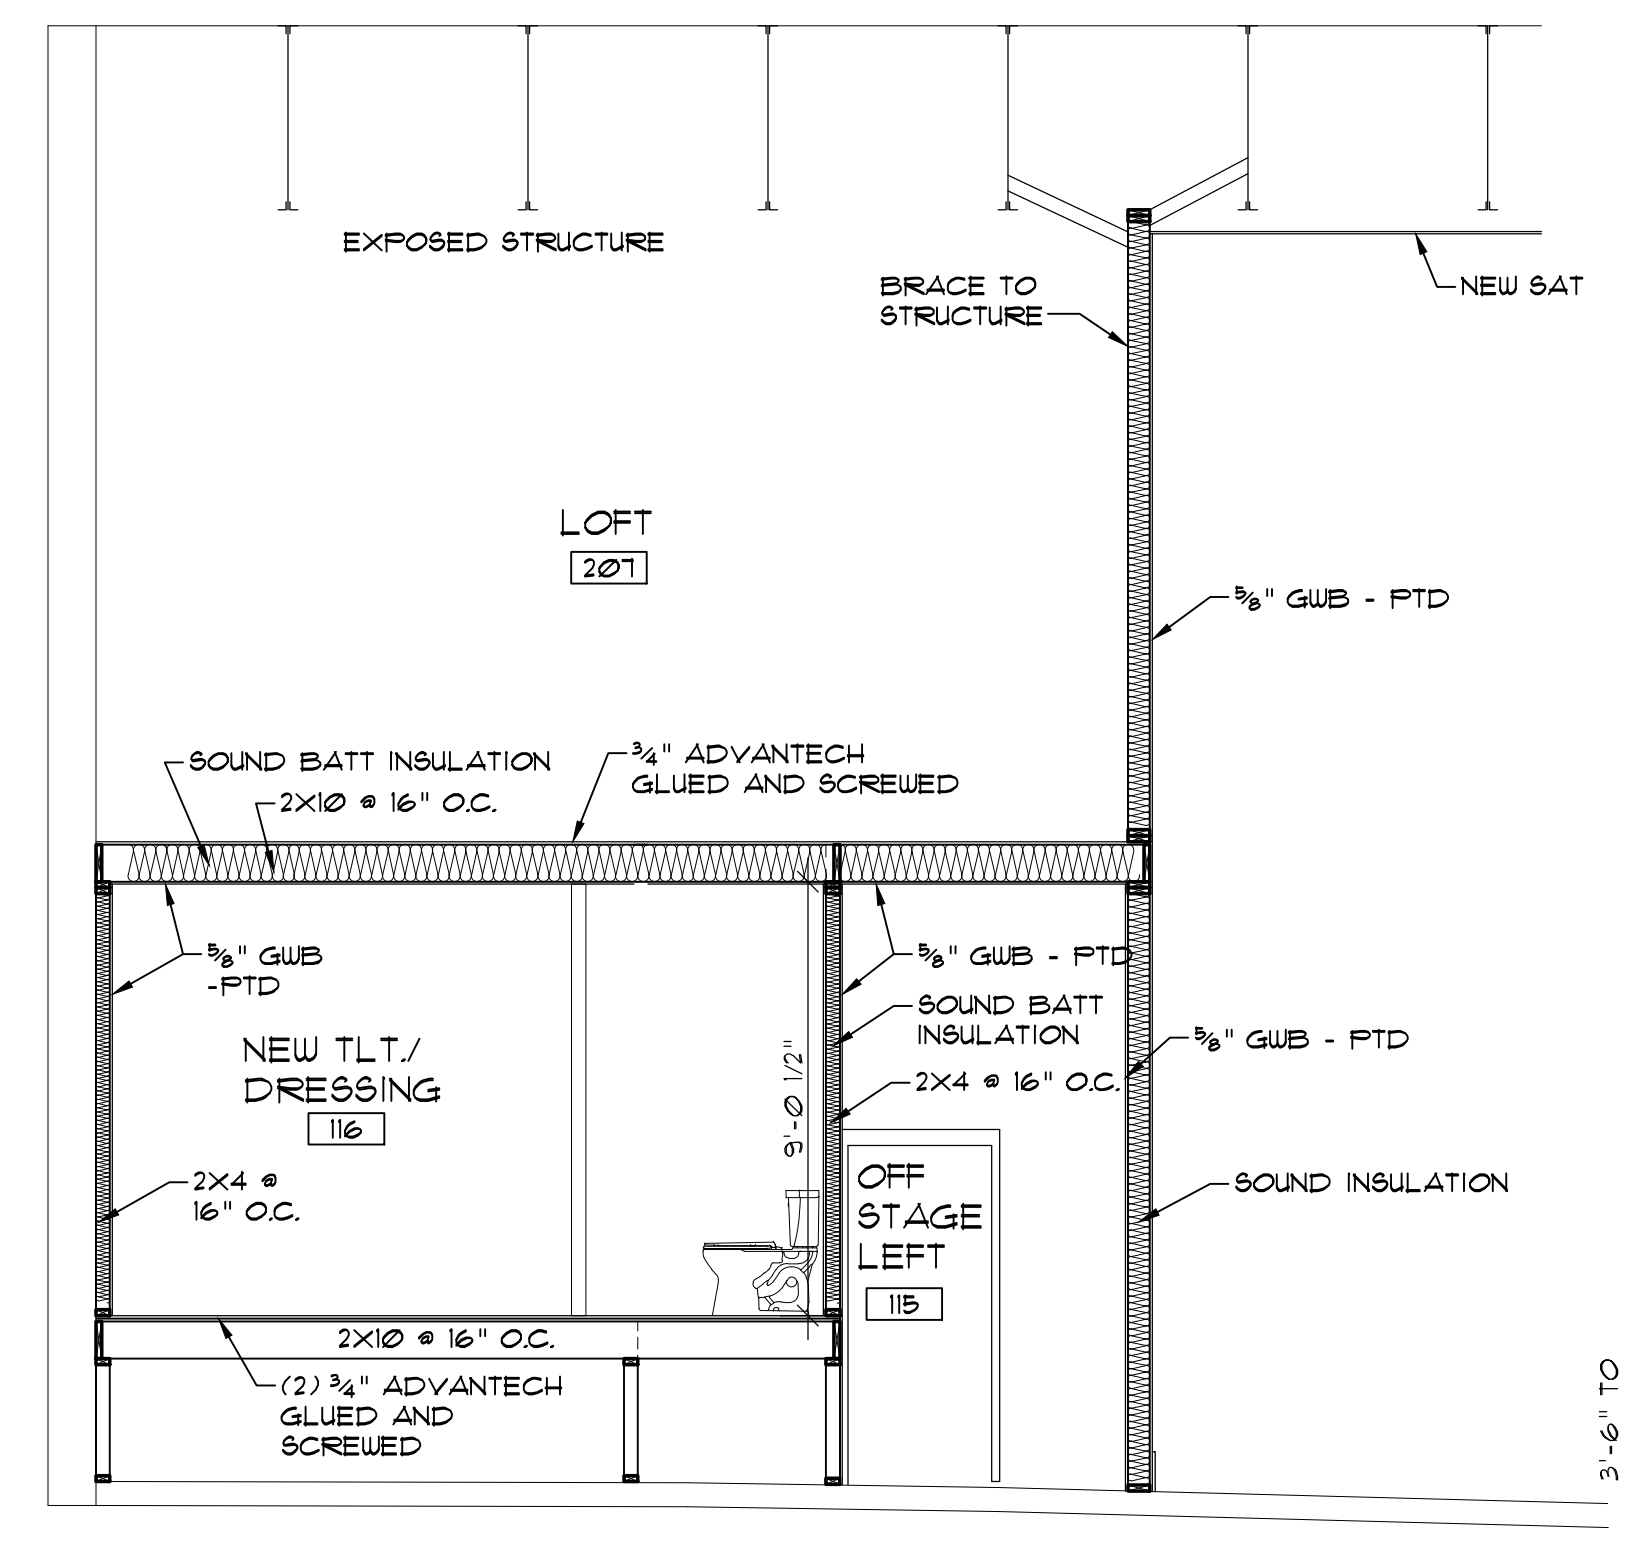 EXPOSED STRUCTURE
BRACE TO
STRUCTURE
NEW SAT
LOFT
207
5/8" GWB - PTD
SOUND BATT INSULATION
2X10 @ 16" O.C.
3/4" ADVANTECH
GLUED AND SCREWED
5/8" GWB
-PTD
5/8" GWB - PTD
SOUND BATT
INSULATION
2X4 @ 16" O.C.
5/8" GWB - PTD
NEW TLT./
DRESSING
116
9'-0 1/2"
2X4 @
16" O.C.
OFF
STAGE
LEFT
115
SOUND INSULATION
2X10 @ 16" O.C.
(2) 3/4" ADVANTECH
GLUED AND
SCREWED
3'-6" TO